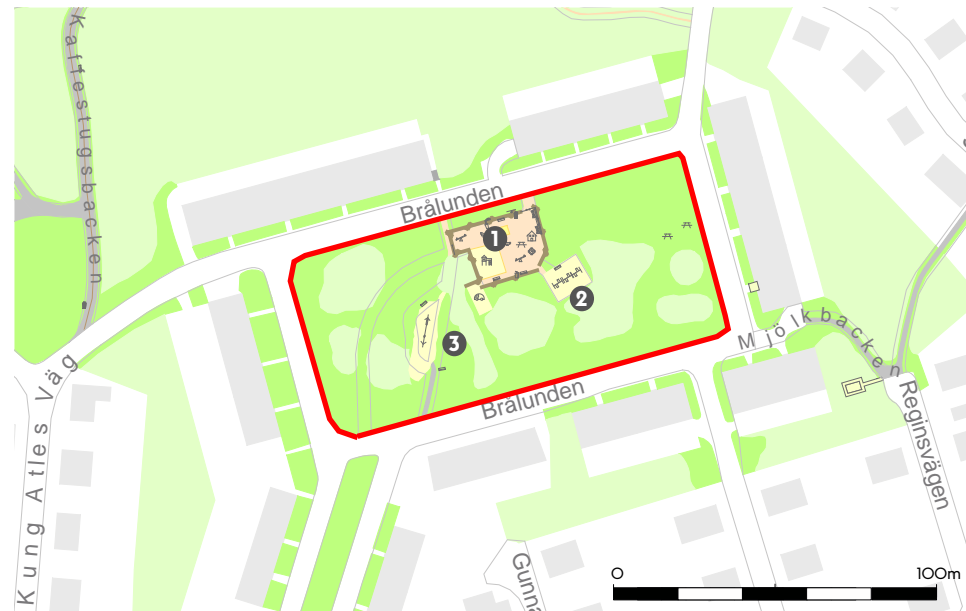 Kaffestugsbacken
Brålunden
1
2
3
Mjölkbacken
Brålunden
Kung Atles Väg
Reginsvägen
Gunna
0
100m